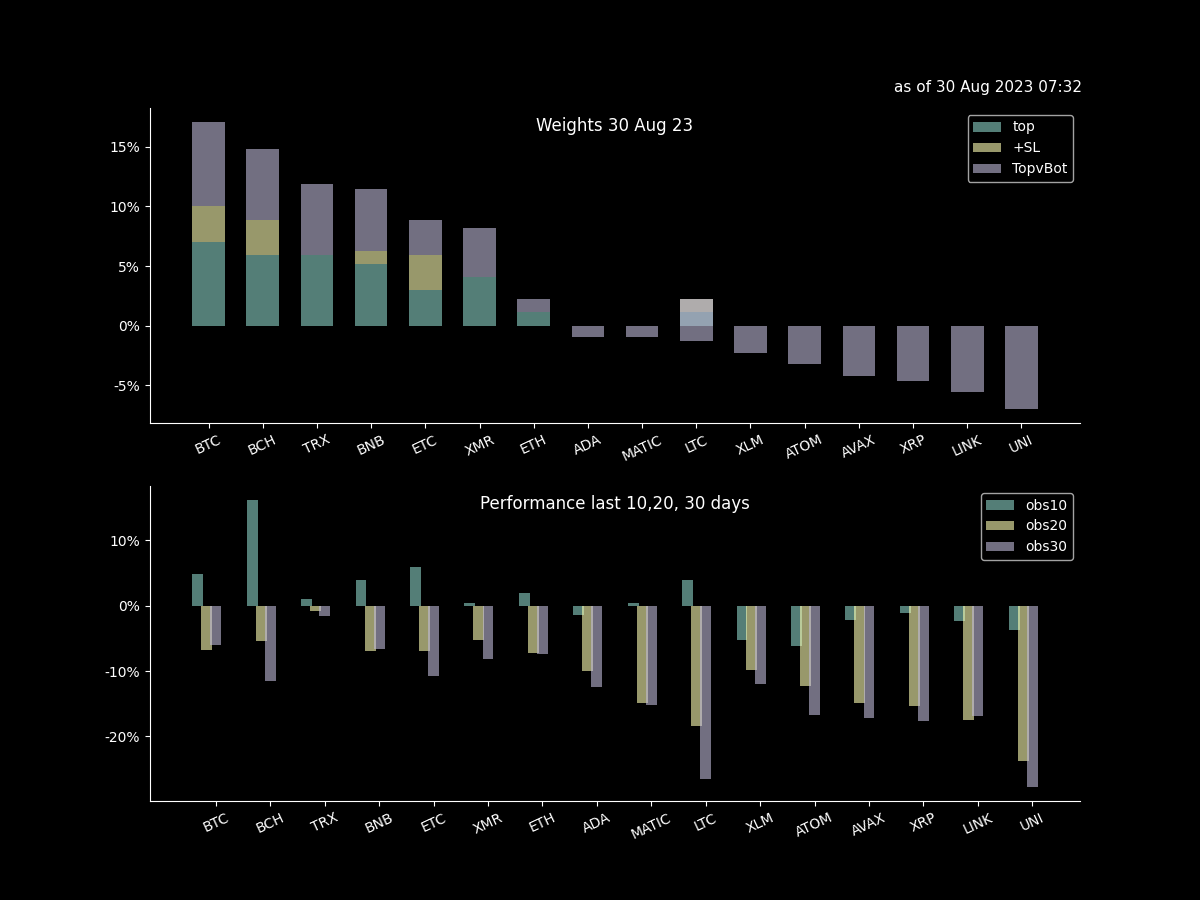 as of 30 Aug 2023 07:32
Weights 30 Aug 23
top
+SL
TopvBot
15%
10%
5%
0%
-5%
BTC BCH TRX BNB ETC XMR ETH ADA MATIC LTC XLM ATOM AVAX XRP LINK UNI
Performance last 10,20, 30 days
obs10
obs20
obs30
10%
0%
-10%
-20%
BTC BCH TRX BNB ETC XMR ETH ADA MATIC LTC XLM ATOM AVAX XRP LINK UNI